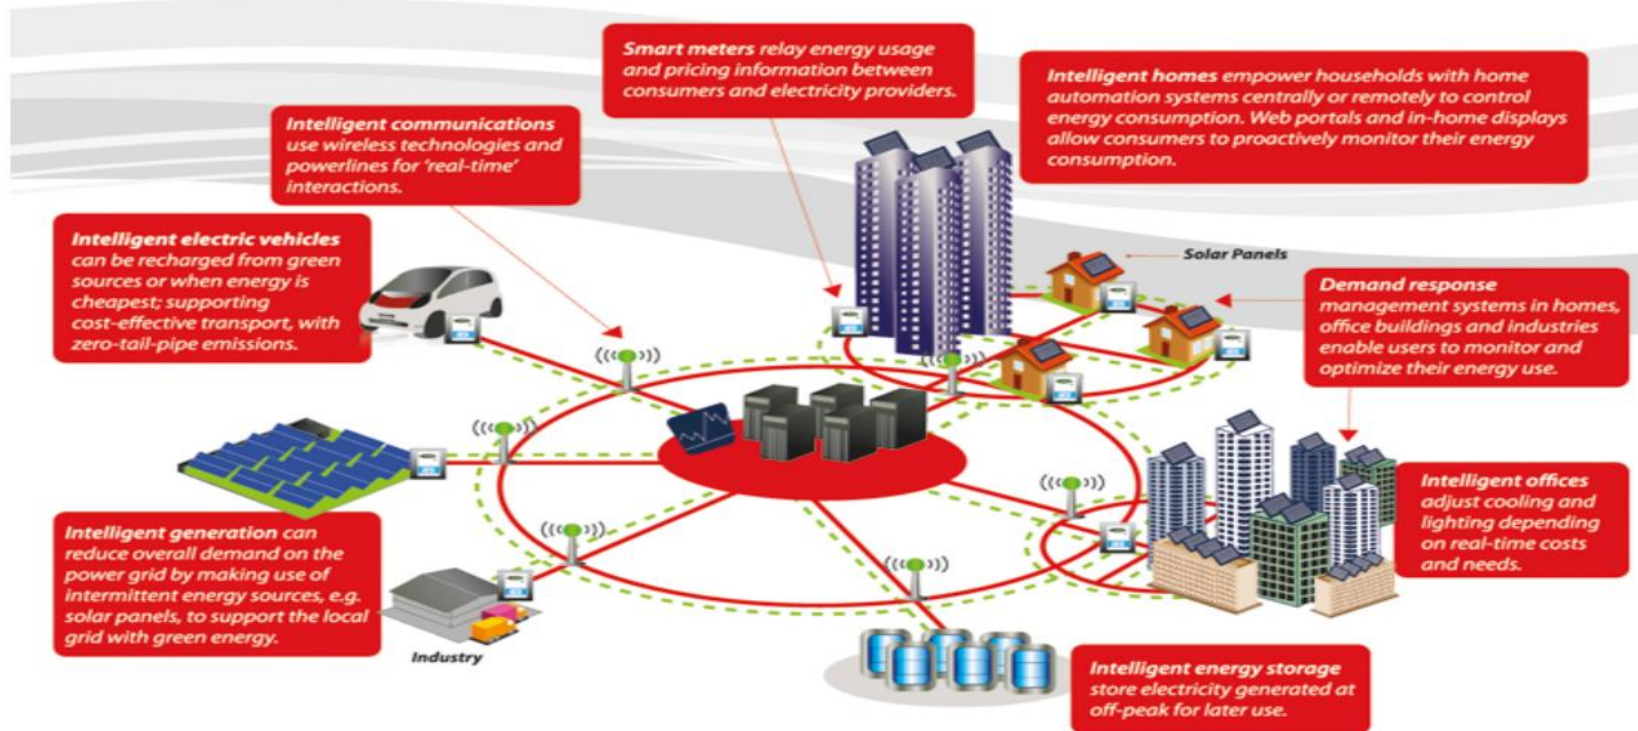 Smart meters relay energy usage
and pricing information between
consumers and electricity providers.
Intelligent homes empower households with home
automation systems centrally or remotely to control
energy consumption. Web portals and in-home displays
allow consumers to proactively monitor their energy
consumption.
Intelligent communications
use wireless technologies and
powerlines for ‘real-time’
interactions.
Intelligent electric vehicles
can be recharged from green
sources or when energy is
cheapest; supporting
cost-effective transport, with
zero-tail-pipe emissions.
Solar Panels
Demand response
management systems in homes,
office buildings and industries
enable users to monitor and
optimize their energy use.
Intelligent offices
adjust cooling and
lighting depending
on real-time costs
and needs.
Intelligent generation can
reduce overall demand on the
power grid by making use of
intermittent energy sources, e.g.
solar panels, to support the local
grid with green energy.
Industry
Intelligent energy storage
store electricity generated at
off-peak for later use.